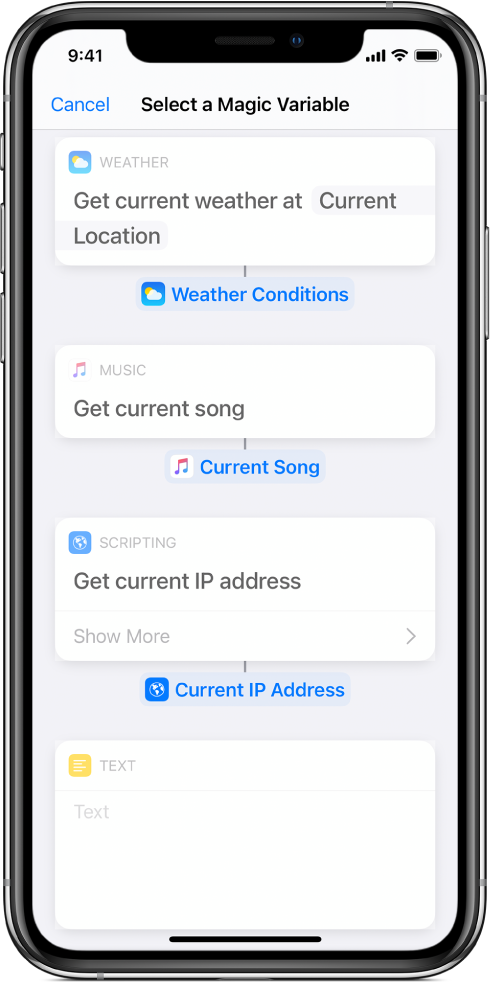 9:41
Cancel Select a Magic Variable
WEATHER
Get current weather at Current
Location
Weather Conditions
MUSIC
Get current song
Current Song
SCRIPTING
Get current IP address
Show More
Current IP Address
TEXT
Text